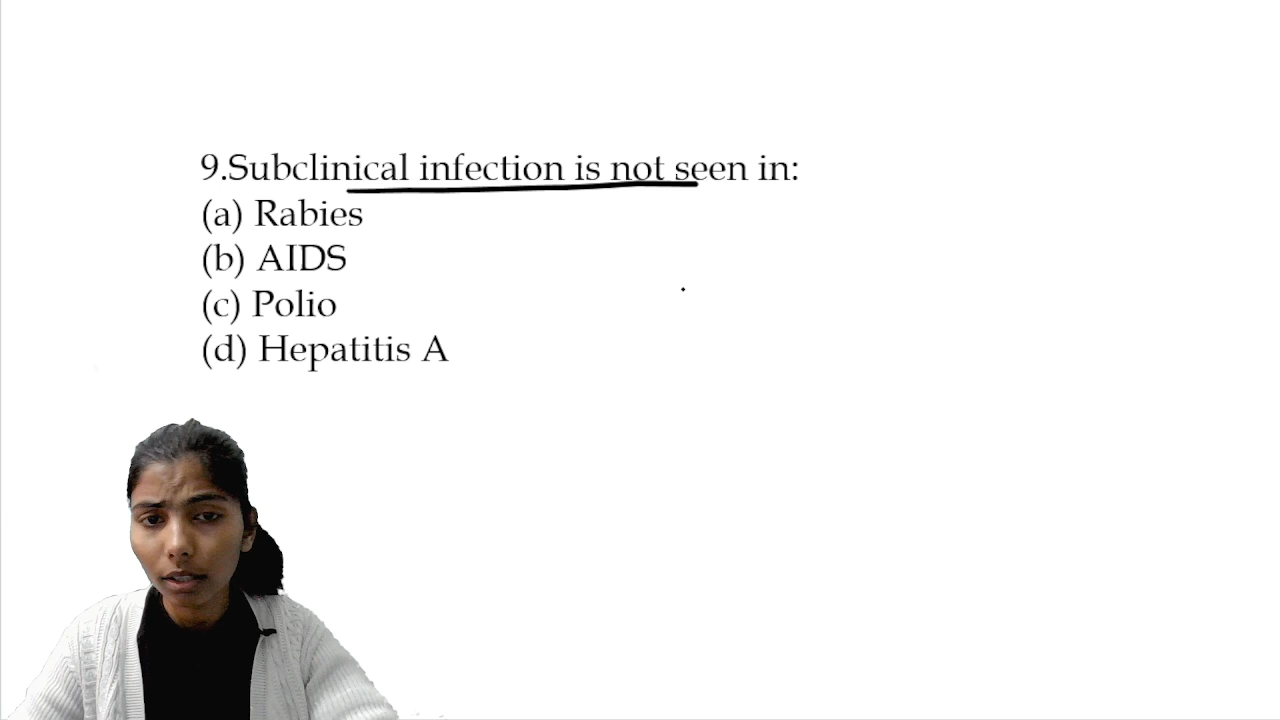 9.Subclinical infection is not seen in:
(a) Rabies
(b) AIDS
(c) Polio
(d) Hepatitis A